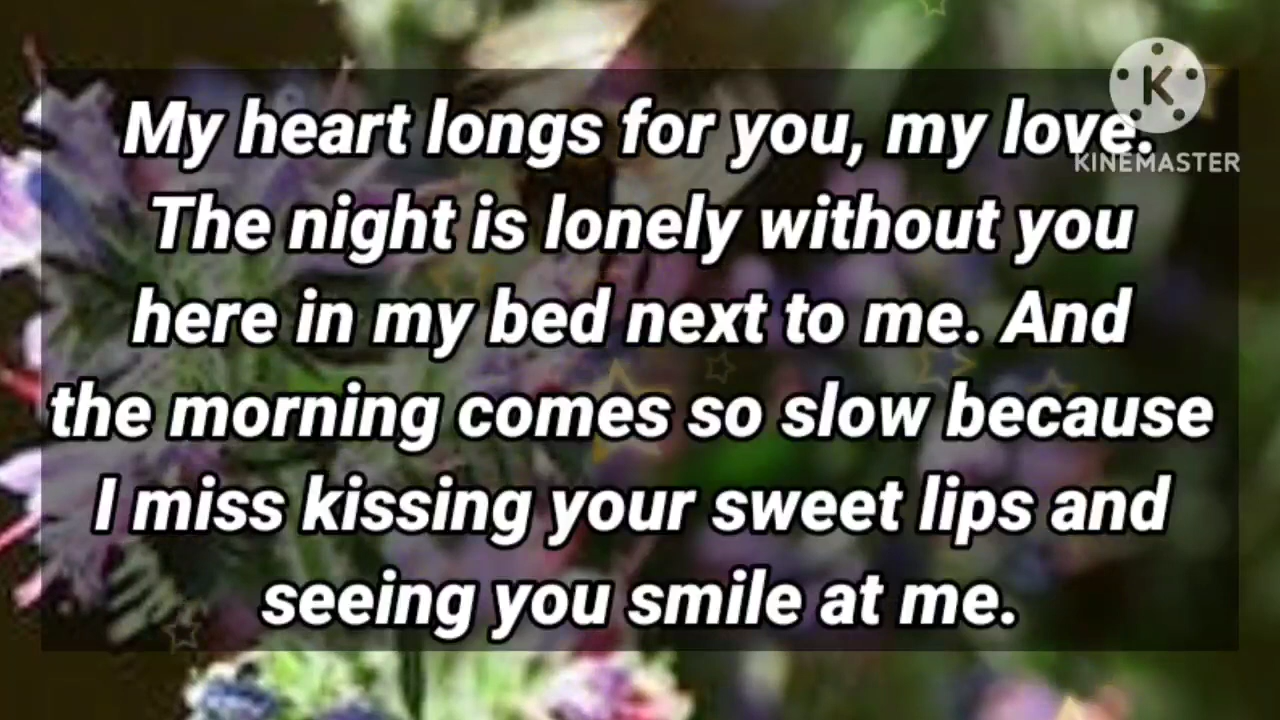 My heart longs for you, my love.
KINEMASTER
The night is lonely without you
here in my bed next to me. And
the morning comes so slow because
I miss kissing your sweet lips and
seeing you smile at me.